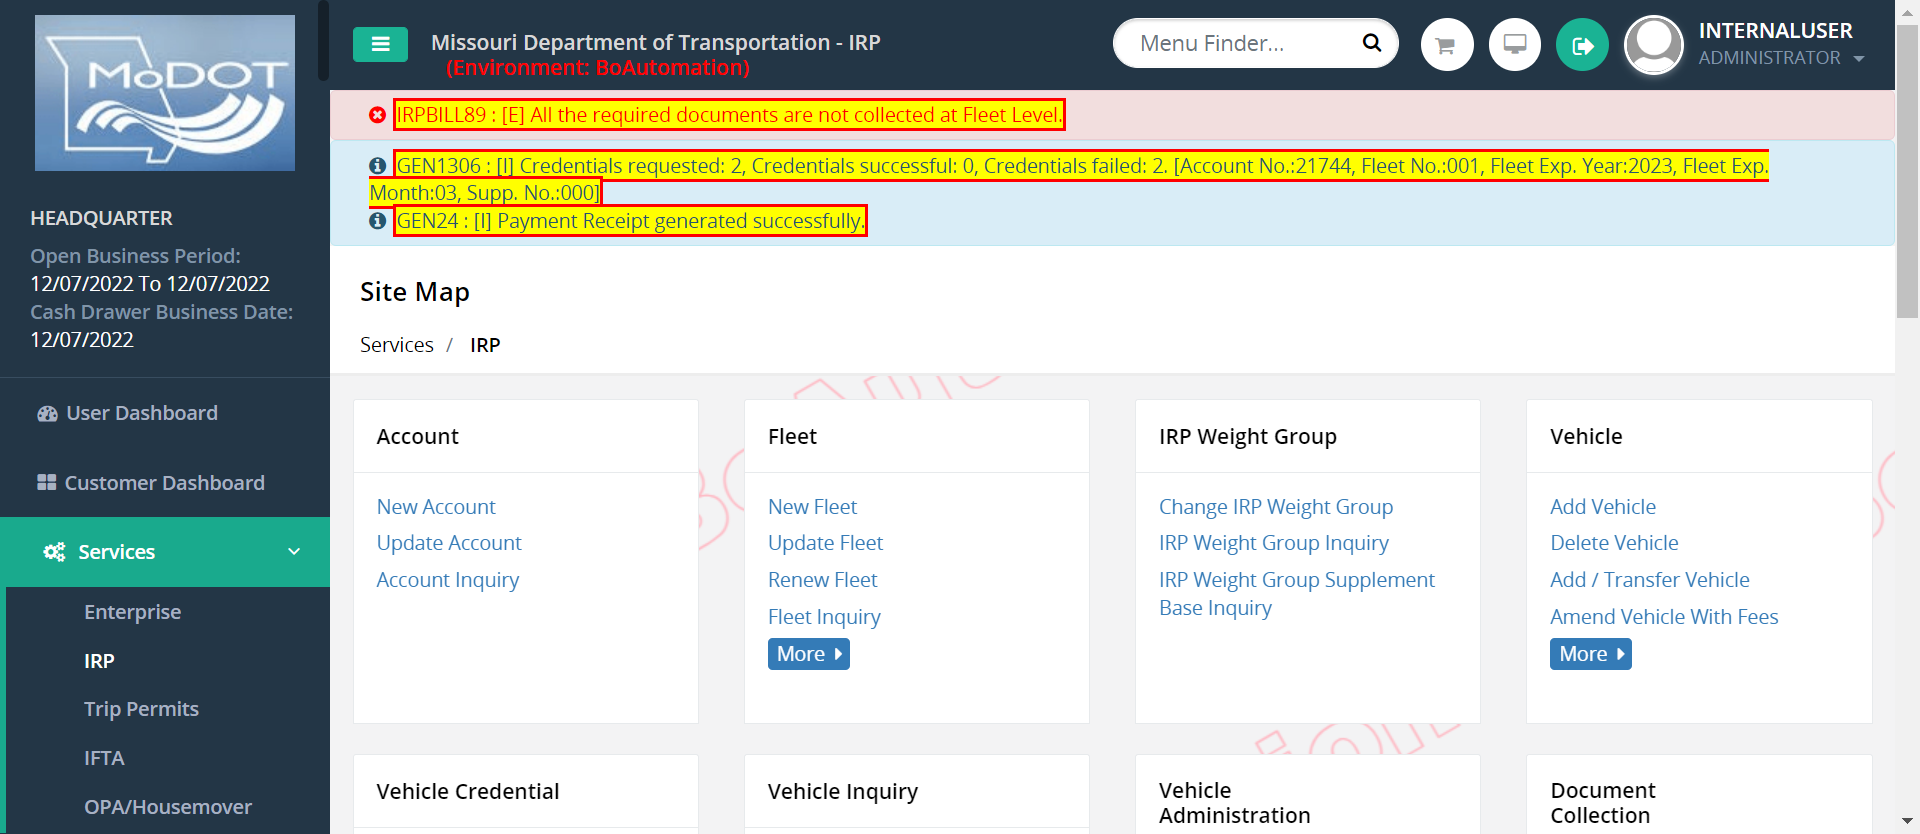 MoDOT
HEADQUARTER
Open Business Period:
12/07/2022 To 12/07/2022
Cash Drawer Business Date:
12/07/2022
User Dashboard
Customer Dashboard
Services
Enterprise
IRP
Trip Permits
IFTA
OPA/Housemover
Missouri Department of Transportation - IRP
(Environment: BoAutomation)
Menu Finder...
INTERNALUSER
ADMINISTRATOR
IRPBILL89 : [E] All the required documents are not collected at Fleet Level.
GEN1306 : [I] Credentials requested: 2, Credentials successful: 0, Credentials failed: 2. [Account No.:21744, Fleet No.:001, Fleet Exp. Year:2023, Fleet Exp.
Month:03, Supp. No.:000]
GEN24 : [I] Payment Receipt generated successfully.
Site Map
Services / IRP
Account
New Account
Update Account
Account Inquiry
Fleet
New Fleet
Update Fleet
Renew Fleet
Fleet Inquiry
More
IRP Weight Group
Change IRP Weight Group
IRP Weight Group Inquiry
IRP Weight Group Supplement
Base Inquiry
Vehicle
Add Vehicle
Delete Vehicle
Add / Transfer Vehicle
Amend Vehicle With Fees
More
Vehicle Credential
Vehicle Inquiry
Vehicle
Administration
Document
Collection